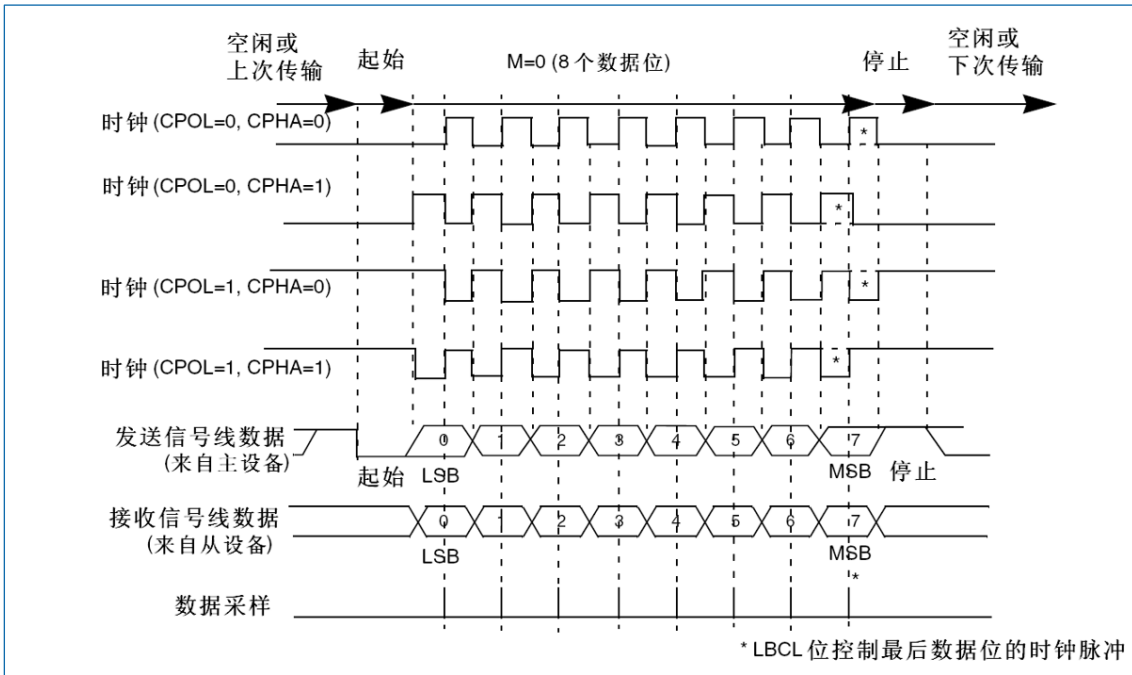 空闲或
上次传输
起始
M=0 (8 个数据位)
停止
空闲或
下次传输
时钟 (CPOL=0, CPHA=0)
*
时钟 (CPOL=0, CPHA=1)
*
时钟 (CPOL=1, CPHA=0)
*
时钟 (CPOL=1, CPHA=1)
*
发送信号线数据
(来自主设备)
0 1 2 3 4 5 6 7
起始
LSB
MSB
停止
接收信号线数据
(来自从设备)
0 1 2 3 4 5 6 7
LSB
MSB
*
数据采样
* LBCL 位控制最后数据位的时钟脉冲